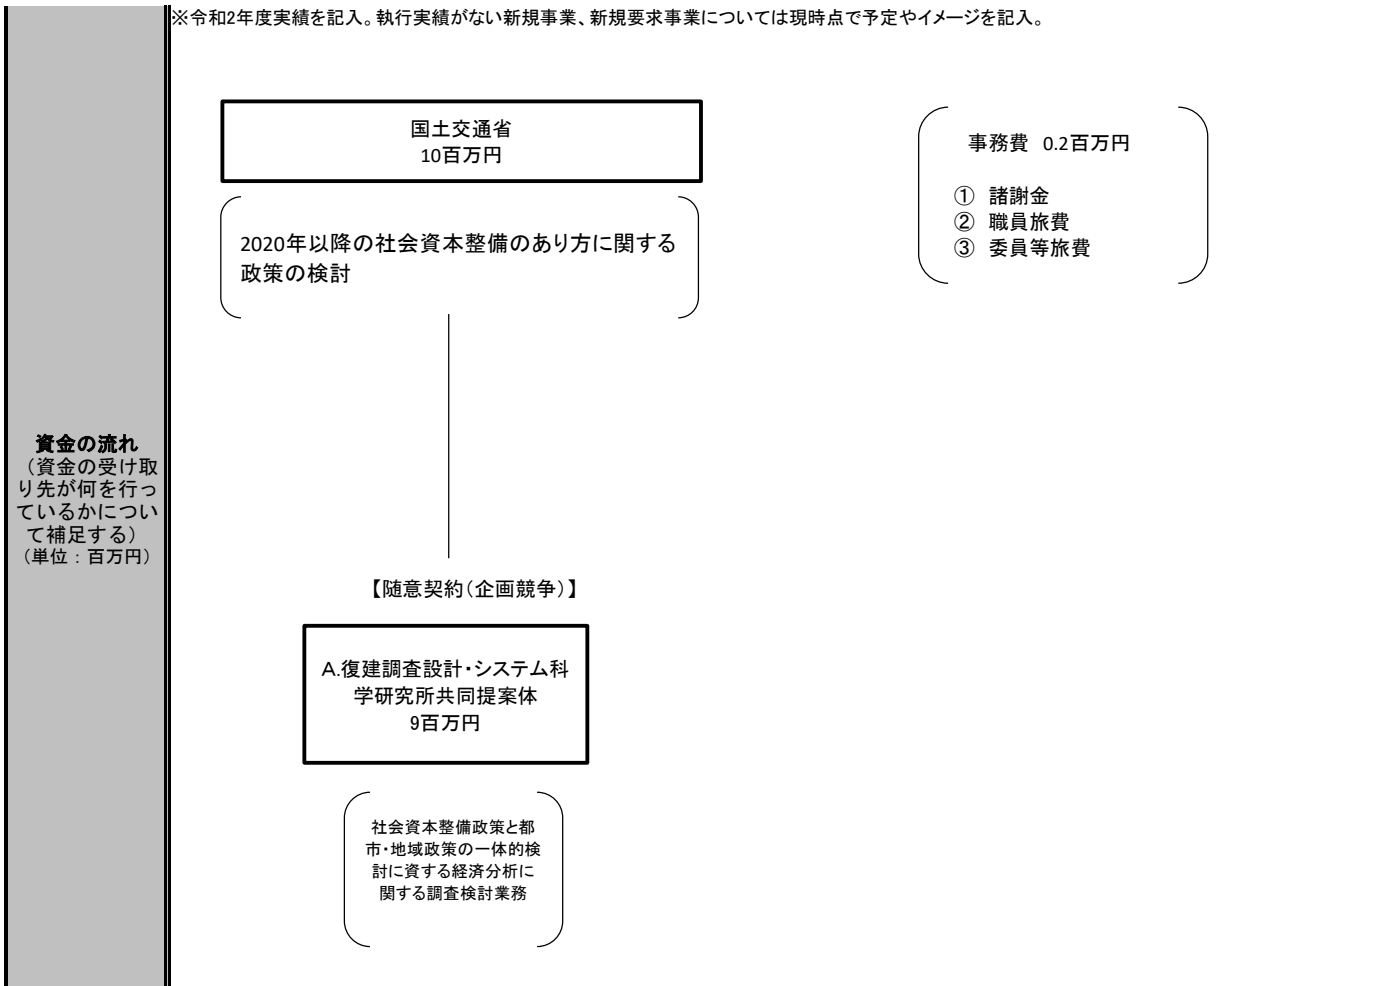 ※令和2年度実績を記入。執行実績がない新規事業、新規要求事業については現時点で予定やイメージを記入。
国土交通省
10百万円
2020年以降の社会資本整備のあり方に関する
政策の検討
事務費 0.2百万円
① 諸謝金
② 職員旅費
③ 委員等旅費
資金の流れ
（資金の受け取
り先が何を行っ
ているかについ
て補足する）
（単位：百万円）
【随意契約（企画競争）】
A.復建調査設計・システム科
学研究所共同提案体
9百万円
社会資本整備政策と都
市・地域政策の一体的検
討に資する経済分析に
関する調査検討業務